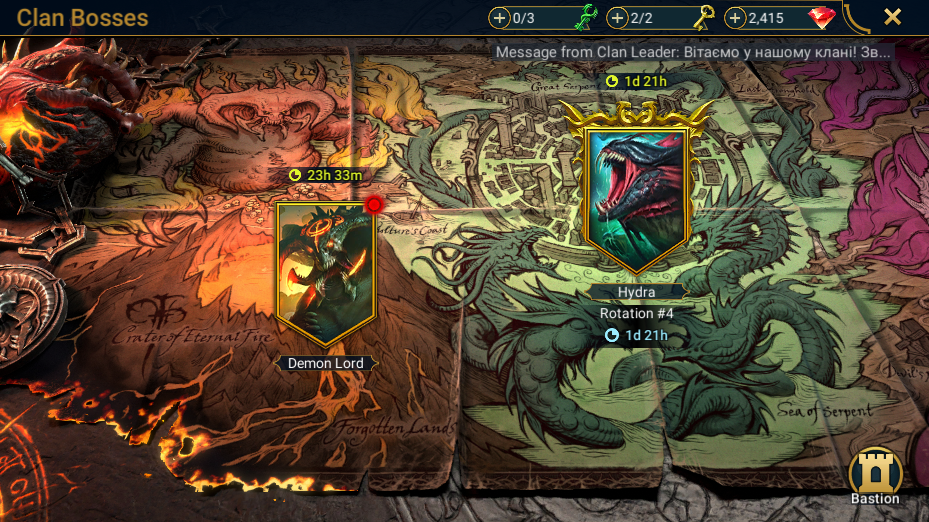 Clan Bosses
0/3
2/2
2,415
Message from Clan Leader: Вітаємо у нашому клані! Зв...
1d 21h
Great Serpent
23h 33m
Hydra
Rotation #4
1d 21h
Crater of Eternal Fire
Demon Lord
Sea of Serpent
Forgotten Lands
Bastion